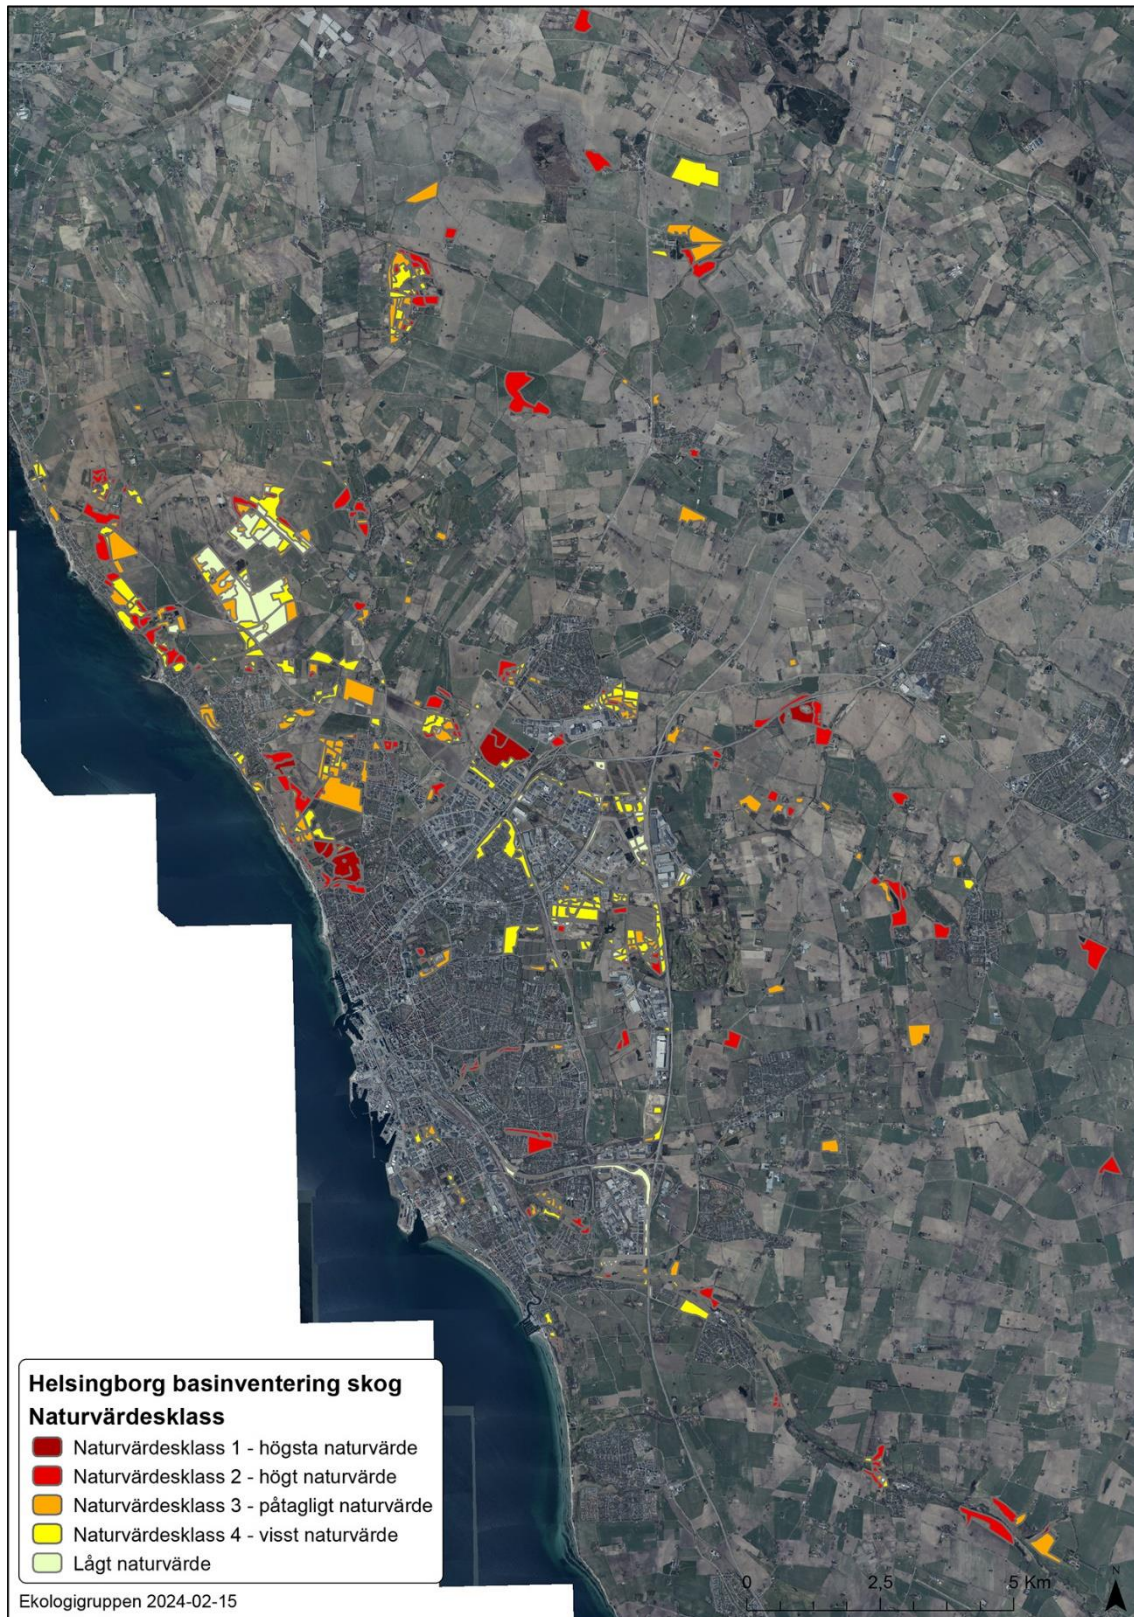 Helsingborg basinventering skog
Naturvärdesklass
Naturvärdesklass 1 - högsta naturvärde
Naturvärdesklass 2 - högt naturvärde
Naturvärdesklass 3 - påtagligt naturvärde
Naturvärdesklass 4 - visst naturvärde
Lågt naturvärde
Ekologigruppen 2024-02-15
0 2,5 5 Km
N